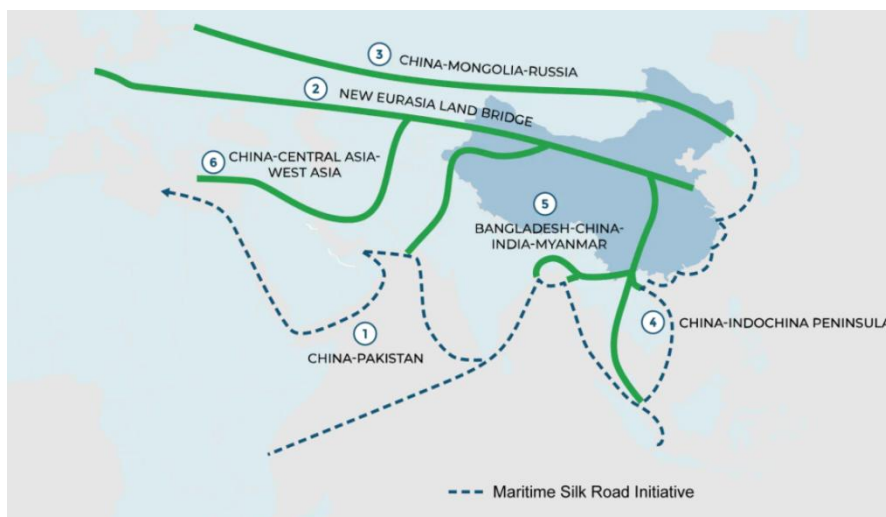 3
CHINA-MONGOLIA-RUSSIA
2
NEW EURASIA LAND BRIDGE
6
CHINA-CENTRAL ASIA-
WEST ASIA
5
BANGLADESH-CHINA-
INDIA-MYANMAR
4
CHINA-INDOCHINA PENINSULA
1
CHINA-PAKISTAN
Maritime Silk Road Initiative